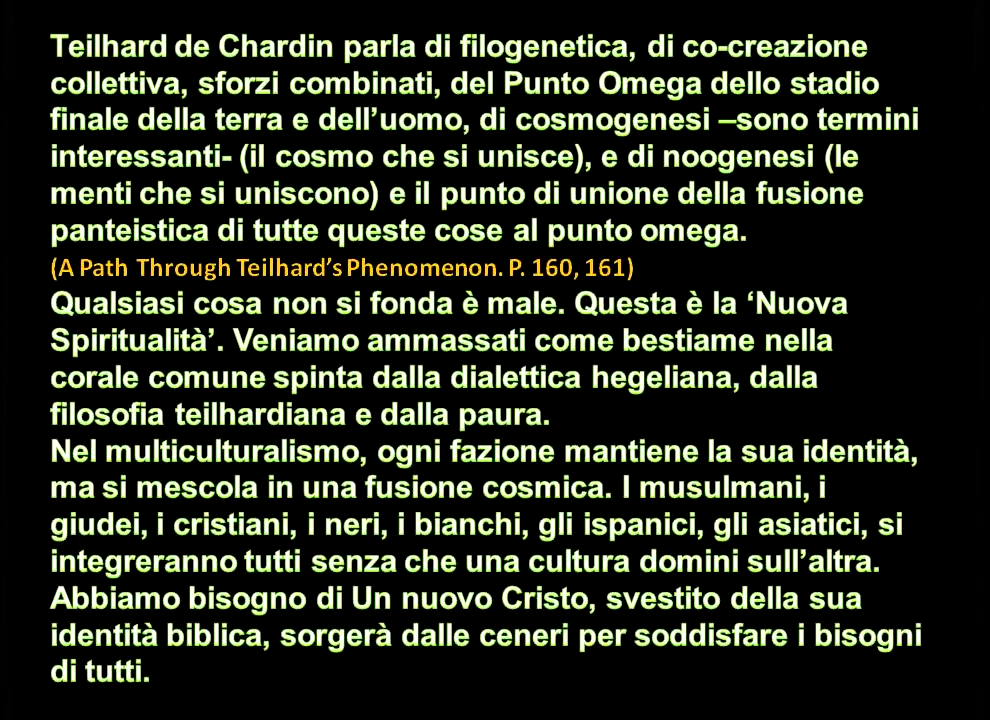 Teilhard de Chardin parla di filogenetica, di co-creazione
collettiva, sforzi combinati, del Punto Omega dello stadio
finale della terra e dell’uomo, di cosmogenesi –sono termini
interessanti- (il cosmo che si unisce), e di noogenesi (le
menti che si uniscono) e il punto di unione della fusione
panteistica di tutte queste cose al punto omega.
(A Path Through Teilhard’s Phenomenon. P. 160, 161)
Qualsiasi cosa non si fonda è male. Questa è la ‘Nuova
Spiritualità’. Veniamo ammassati come bestiame nella
corale comune spinta dalla dialettica hegeliana, dalla
filosofia teilhardiana e dalla paura.
Nel multiculturalismo, ogni fazione mantiene la sua identità,
ma si mescola in una fusione cosmica. I musulmani, i
giudei, i cristiani, i neri, i bianchi, gli ispanici, gli asiatici, si
integreranno tutti senza che una cultura domini sull’altra.
Abbiamo bisogno di Un nuovo Cristo, svestito della sua
identità biblica, sorgerà dalle ceneri per soddisfare i bisogni
di tutti.